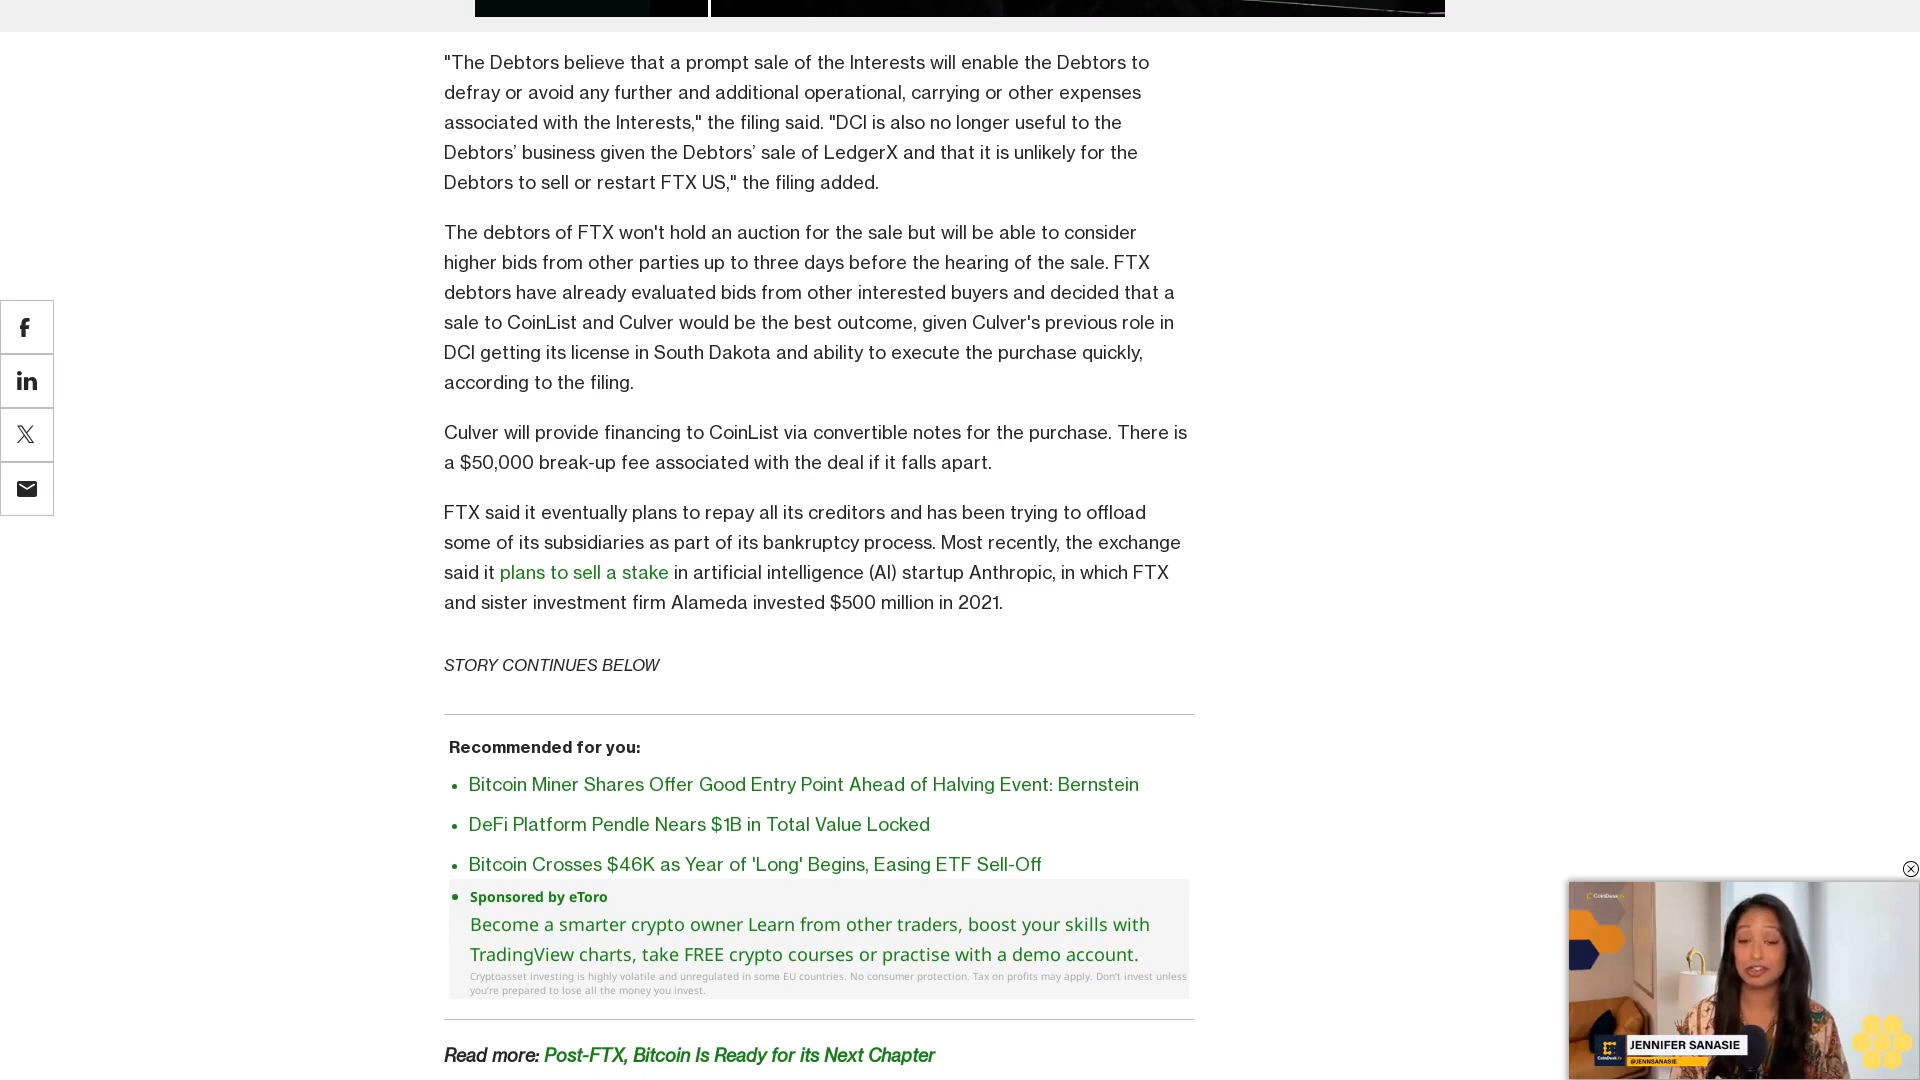 "The Debtors believe that a prompt sale of the Interests will enable the Debtors to
defray or avoid any further and additional operational, carrying or other expenses
associated with the Interests," the filing said. "DCI is also no longer useful to the
Debtors’ business given the Debtors’ sale of LedgerX and that it is unlikely for the
Debtors to sell or restart FTX US," the filing added.
The debtors of FTX won't hold an auction for the sale but will be able to consider
higher bids from other parties up to three days before the hearing of the sale. FTX
debtors have already evaluated bids from other interested buyers and decided that a
sale to CoinList and Culver would be the best outcome, given Culver's previous role in
DCI getting its license in South Dakota and ability to execute the purchase quickly,
according to the filing.
Culver will provide financing to CoinList via convertible notes for the purchase. There is
a $50,000 break-up fee associated with the deal if it falls apart.
FTX said it eventually plans to repay all its creditors and has been trying to offload
some of its subsidiaries as part of its bankruptcy process. Most recently, the exchange
said it plans to sell a stake in artificial intelligence (AI) startup Anthropic, in which FTX
and sister investment firm Alameda invested $500 million in 2021.
STORY CONTINUES BELOW
Recommended for you:
• Bitcoin Miner Shares Offer Good Entry Point Ahead of Halving Event: Bernstein
• DeFi Platform Pendle Nears $1B in Total Value Locked
• Bitcoin Crosses $46K as Year of 'Long' Begins, Easing ETF Sell-Off
• Sponsored by eToro
Become a smarter crypto owner Learn from other traders, boost your skills with
TradingView charts, take FREE crypto courses or practise with a demo account.
Cryptoasset investing is highly volatile and unregulated in some EU countries. No consumer protection. Tax on profits may apply. Don’t invest unless
you’re prepared to lose all the money you invest.
Read more: Post-FTX, Bitcoin Is Ready for its Next Chapter
JENNIFER SANASIE
@JENNSANASIE